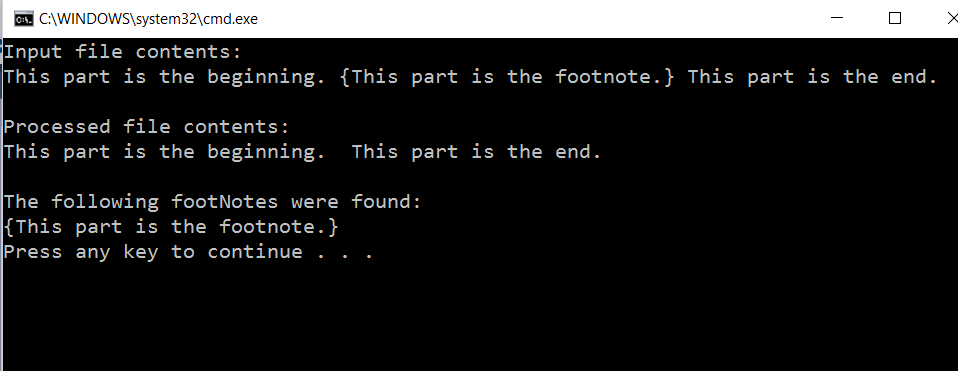 C:\WINDOWS\system32\cmd.exe
Input file contents:
This part is the beginning. {This part is the footnote.} This part is the end.
Processed file contents:
This part is the beginning.  This part is the end.
The following footNotes were found:
{This part is the footnote.}
Press any key to continue . . .